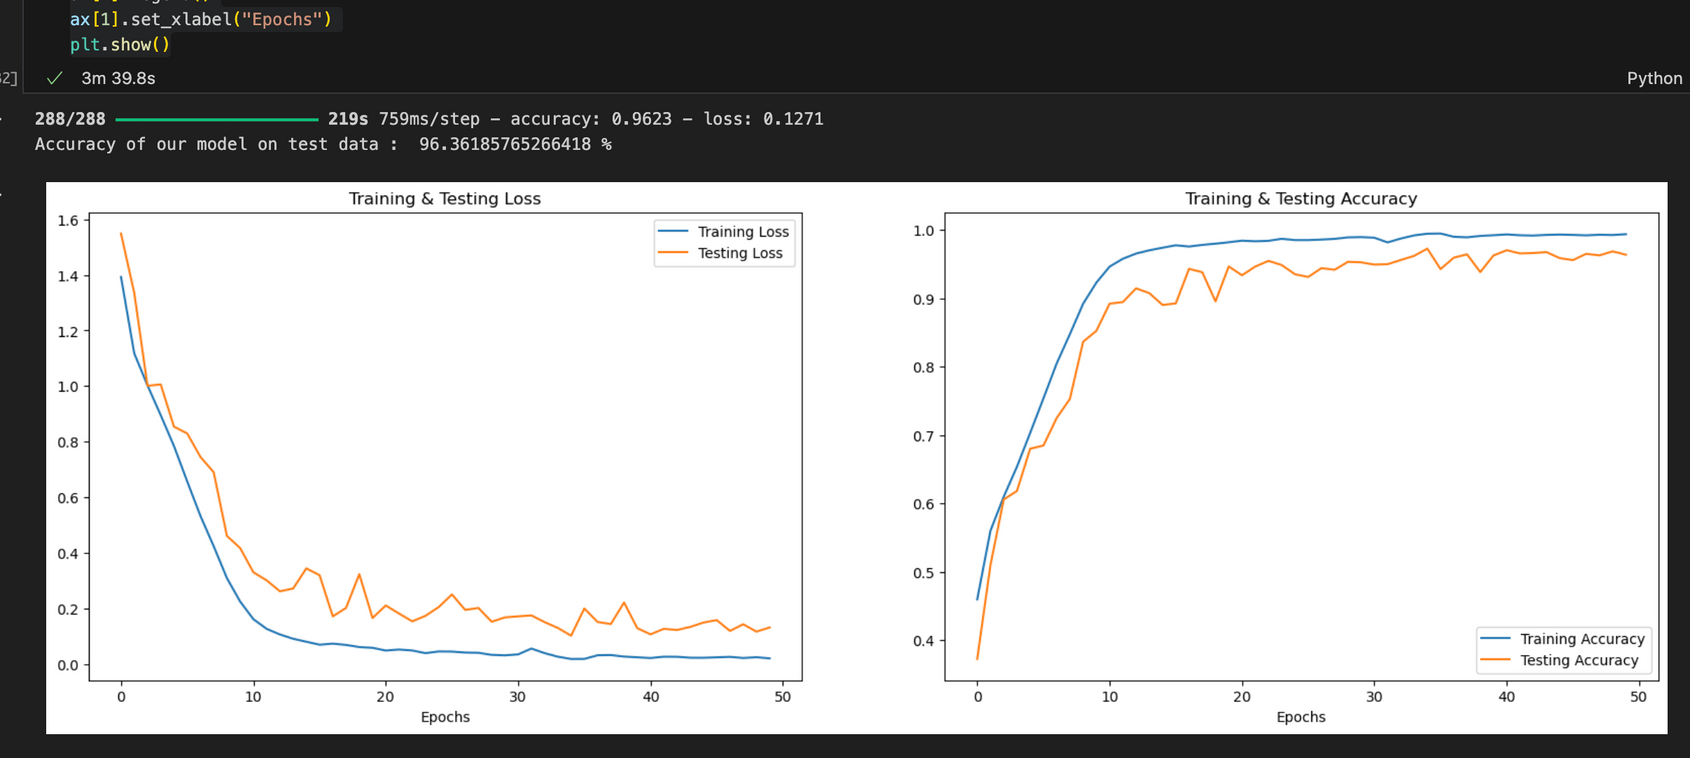 ax[1].set_xlabel("Epochs")
plt.show()
2] ✓ 3m 39.8s Python
288/288 ━━━━━━━━━━━━━━━━━━━━ 219s 759ms/step - accuracy: 0.9623 - loss: 0.1271
Accuracy of our model on test data :  96.36185765266418 %
Training & Testing Loss
1.6
1.4
1.2
1.0
0.8
0.6
0.4
0.2
0.0
Training Loss
Testing Loss
0 10 20 30 40 50
Epochs
Training & Testing Accuracy
1.0
0.9
0.8
0.7
0.6
0.5
0.4
Training Accuracy
Testing Accuracy
0 10 20 30 40 50
Epochs